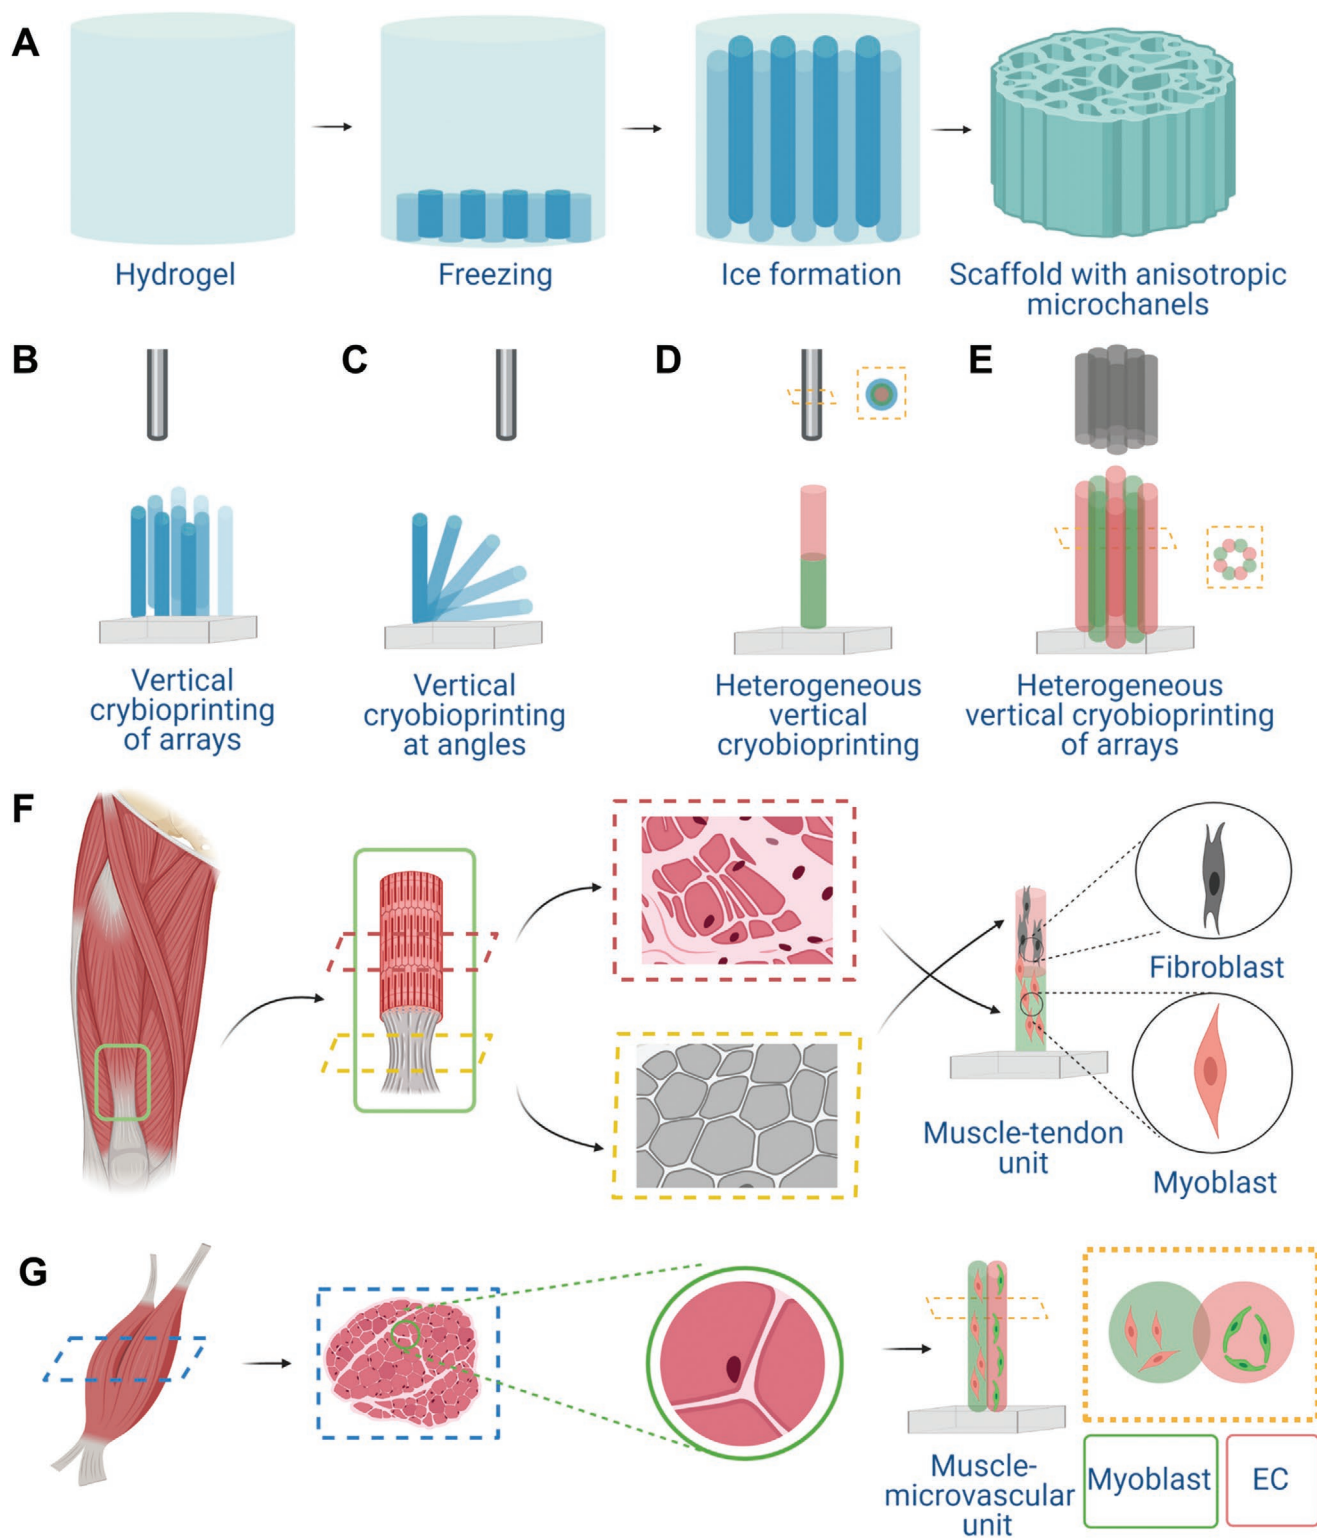 A
Hydrogel
Freezing
Ice formation
Scaffold with anisotropic
microchanels
B
C
D
E
Vertical
crybioprinting
of arrays
Vertical
cryobioprinting
at angles
Heterogeneous
vertical
cryobioprinting
Heterogeneous
vertical cryobioprinting
of arrays
F
Fibroblast
Muscle-tendon
unit
Myoblast
G
Muscle-
microvascular
unit
Myoblast
EC